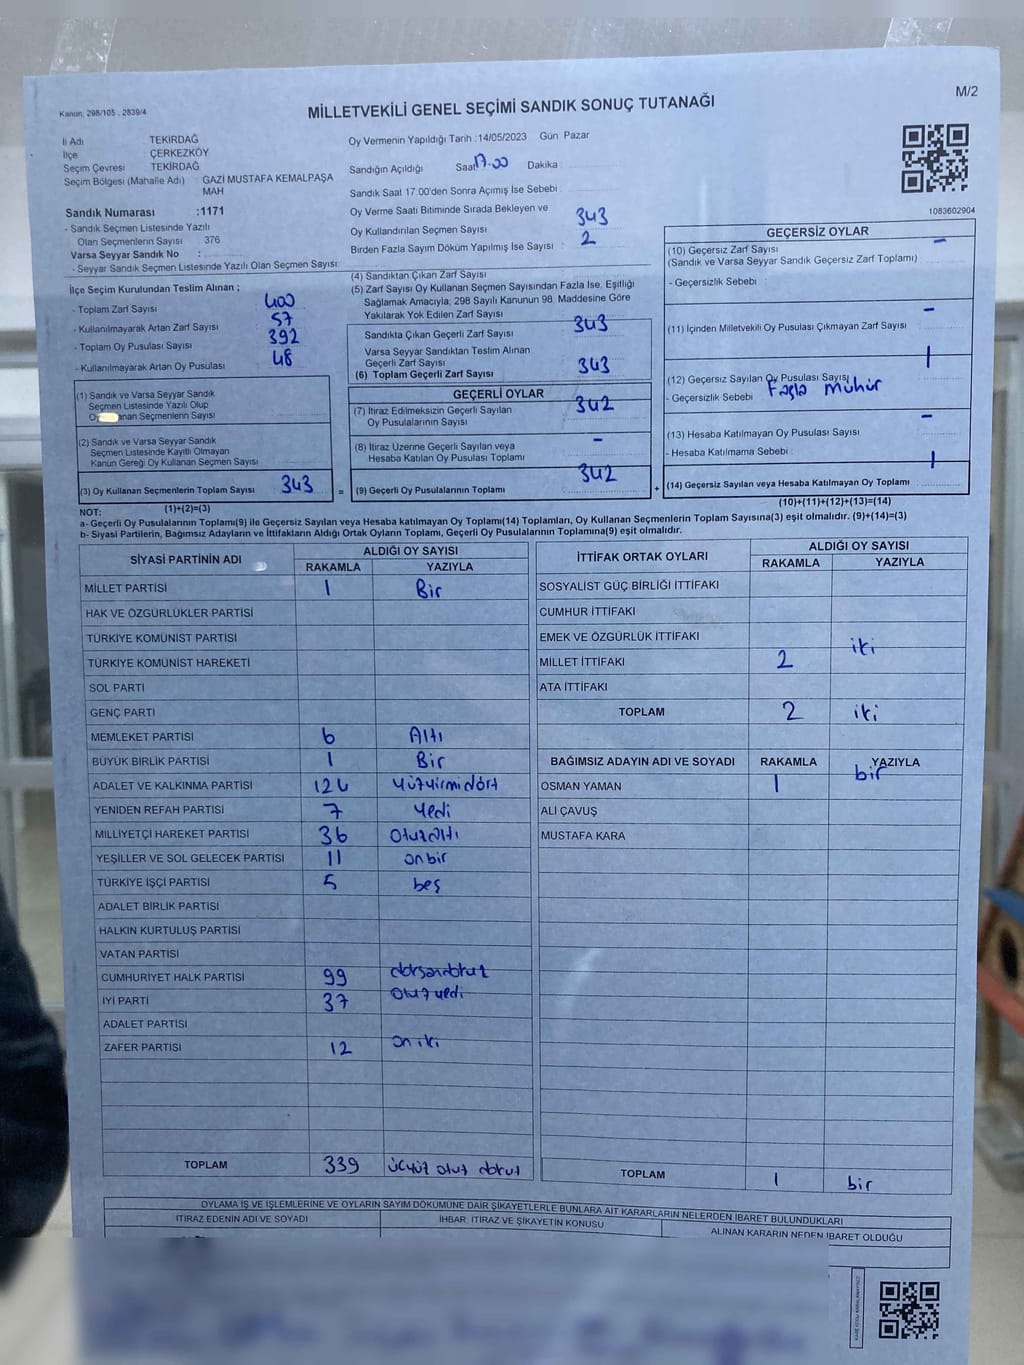 M/2
Kanun, 298/105 . 2839/4
MİLLETVEKİLİ GENEL SEÇİMİ SANDIK SONUÇ TUTANAĞI
İl Adı TEKİRDAĞ
İlçe ÇERKEZKÖY
Seçim Çevresi TEKİRDAĞ
Seçim Bölgesi (Mahalle Adı) : GAZİ MUSTAFA KEMALPAŞA MAH
Sandık Numarası :1171
- Sandık Seçmen Listesinde Yazılı
Olan Seçmenlerin Sayısı 376
Varsa Seyyar Sandık No :
- Seyyar Sandık Seçmen Listesinde Yazılı Olan Seçmen Sayısı:
Oy Vermenin Yapıldığı Tarih :14/05/2023 Gün: Pazar
Sandığın Açıldığı Saat 17.00 Dakika :
Sandık Saat 17.00'den Sonra Açımış İse Sebebi :
Oy Verme Saati Bitiminde Sırada Bekleyen ve
Oy Kullandırılan Seçmen Sayısı : 343
Birden Fazla Sayım Döküm Yapılmış İse Sayısı : 2
1083602904
İlçe Seçim Kurulundan Teslim Alınan ;
- Toplam Zarf Sayısı : 400
- Kullanılmayarak Artan Zarf Sayısı : 57
- Toplam Oy Pusulası Sayısı : 392
- Kullanılmayarak Artan Oy Pusulası : 48
(1) Sandık ve Varsa Seyyar Sandık
Seçmen Listesinde Yazılı Olup
Oy anan Seçmenlerin Sayısı
(2) Sandık ve Varsa Seyyar Sandık
Seçmen Listesinde Kayıtlı Olmayan
Kanun Gereği Oy Kullanan Seçmen Sayısı
(3) Oy Kullanan Seçmenlerin Toplam Sayısı 343 =
(1)+(2)=(3)
(4) Sandıktan Çıkan Zarf Sayısı
(5) Zarf Sayısı Oy Kullanan Seçmen Sayısından Fazla İse, Eşitliği
Sağlamak Amacıyla; 298 Sayılı Kanunun 98. Maddesine Göre
Yakılarak Yok Edilen Zarf Sayısı
Sandıkta Çıkan Geçerli Zarf Sayısı 343
Varsa Seyyar Sandıktan Teslim Alınan
Geçerli Zarf Sayısı
(6) Toplam Geçerli Zarf Sayısı 343
GEÇERLİ OYLAR
(7) İtiraz Edilmeksizin Geçerli Sayılan
Oy Pusulalarının Sayısı 342
(8) İtiraz Üzerine Geçerli Sayılan veya
Hesaba Katılan Oy Pusulası Toplamı -
(9) Geçerli Oy Pusulalarının Toplamı 342 +
GEÇERSİZ OYLAR
(10) Geçersiz Zarf Sayısı -
(Sandık ve Varsa Seyyar Sandık Geçersiz Zarf Toplamı)
- Geçersizlik Sebebi :
(11) İçinden Milletvekili Oy Pusulası Çıkmayan Zarf Sayısı -
(12) Geçersiz Sayılan Oy Pusulası Sayısı 1
- Geçersizlik Sebebi Fazla mühür
(13) Hesaba Katılmayan Oy Pusulası Sayısı -
- Hesaba Katılmama Sebebi :
(14) Geçersiz Sayılan veya Hesaba Katılmayan Oy Pusulası Toplamı 1
(10)+(11)+(12)+(13)=(14)
NOT:
a- Geçerli Oy Pusulalarının Toplamı(9) ile Geçersiz Sayılan veya Hesaba katılmayan Oy Toplamı(14) Toplamları, Oy Kullanan Seçmenlerin Toplam Sayısına(3) eşit olmalıdır. (9)+(14)=(3)
b- Siyasi Partilerin, Bağımsız Adayların ve İttifakların Aldığı Ortak Oyların Toplamı, Geçerli Oy Pusulalarının Toplamına(9) eşit olmalıdır.
SİYASİ PARTİNİN ADI ALDIĞI OY SAYISI
RAKAMLA YAZIYLA
MİLLET PARTİSİ 1 Bir
HAK VE ÖZGÜRLÜKLER PARTİSİ
TÜRKİYE KOMÜNİST PARTİSİ
TÜRKİYE KOMÜNİST HAREKETİ
SOL PARTİ
GENÇ PARTİ
MEMLEKET PARTİSİ 6 Altı
BÜYÜK BİRLİK PARTİSİ 1 Bir
ADALET VE KALKINMA PARTİSİ 124 Yüzyirmidört
YENİDEN REFAH PARTİSİ 7 Yedi
MİLLİYETÇİ HAREKET PARTİSİ 36 Otuzaltı
YEŞİLLER VE SOL GELECEK PARTİSİ 11 onbir
TÜRKİYE İŞÇİ PARTİSİ 5 beş
ADALET BİRLİK PARTİSİ
HALKIN KURTULUŞ PARTİSİ
VATAN PARTİSİ
CUMHURİYET HALK PARTİSİ 99 doksandokuz
İYİ PARTİ 37 Otuzyedi
ADALET PARTİSİ
ZAFER PARTİSİ 12 on iki
TOPLAM 339 üçyüz otuz dokuz
İTTİFAK ORTAK OYLARI ALDIĞI OY SAYISI
RAKAMLA YAZIYLA
SOSYALİST GÜÇ BİRLİĞİ İTTİFAKI
CUMHUR İTTİFAKI
EMEK VE ÖZGÜRLÜK İTTİFAKI
MİLLET İTTİFAKI 2 iki
ATA İTTİFAKI
TOPLAM 2 iki
BAĞIMSIZ ADAYIN ADI VE SOYADI RAKAMLA YAZIYLA
OSMAN YAMAN 1 bir
ALİ ÇAVUŞ
MUSTAFA KARA
TOPLAM 1 bir
OYLAMA İŞ VE İŞLEMLERİNE VE OYLARIN SAYIM DÖKÜMÜNE DAİR ŞİKAYETLERLE BUNLARA AİT KARARLARIN NELERDEN İBARET BULUNDUKLARI
İTİRAZ EDENİN ADI VE SOYADI İHBAR, İTİRAZ VE ŞİKAYETİN KONUSU ALINAN KARARIN NEDEN İBARET OLDUĞU